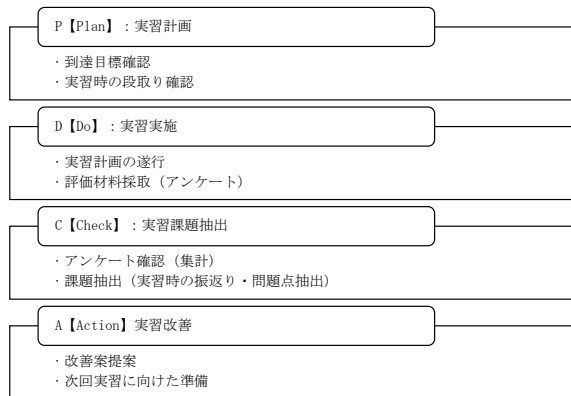 P【Plan】：実習計画
・到達目標確認
・実習時の段取り確認
D【Do】：実習実施
・実習計画の遂行
・評価材料採取（アンケート）
C【Check】：実習課題抽出
・アンケート確認（集計）
・課題抽出（実習時の振返り・問題点抽出）
A【Action】実習改善
・改善案提案
・次回実習に向けた準備